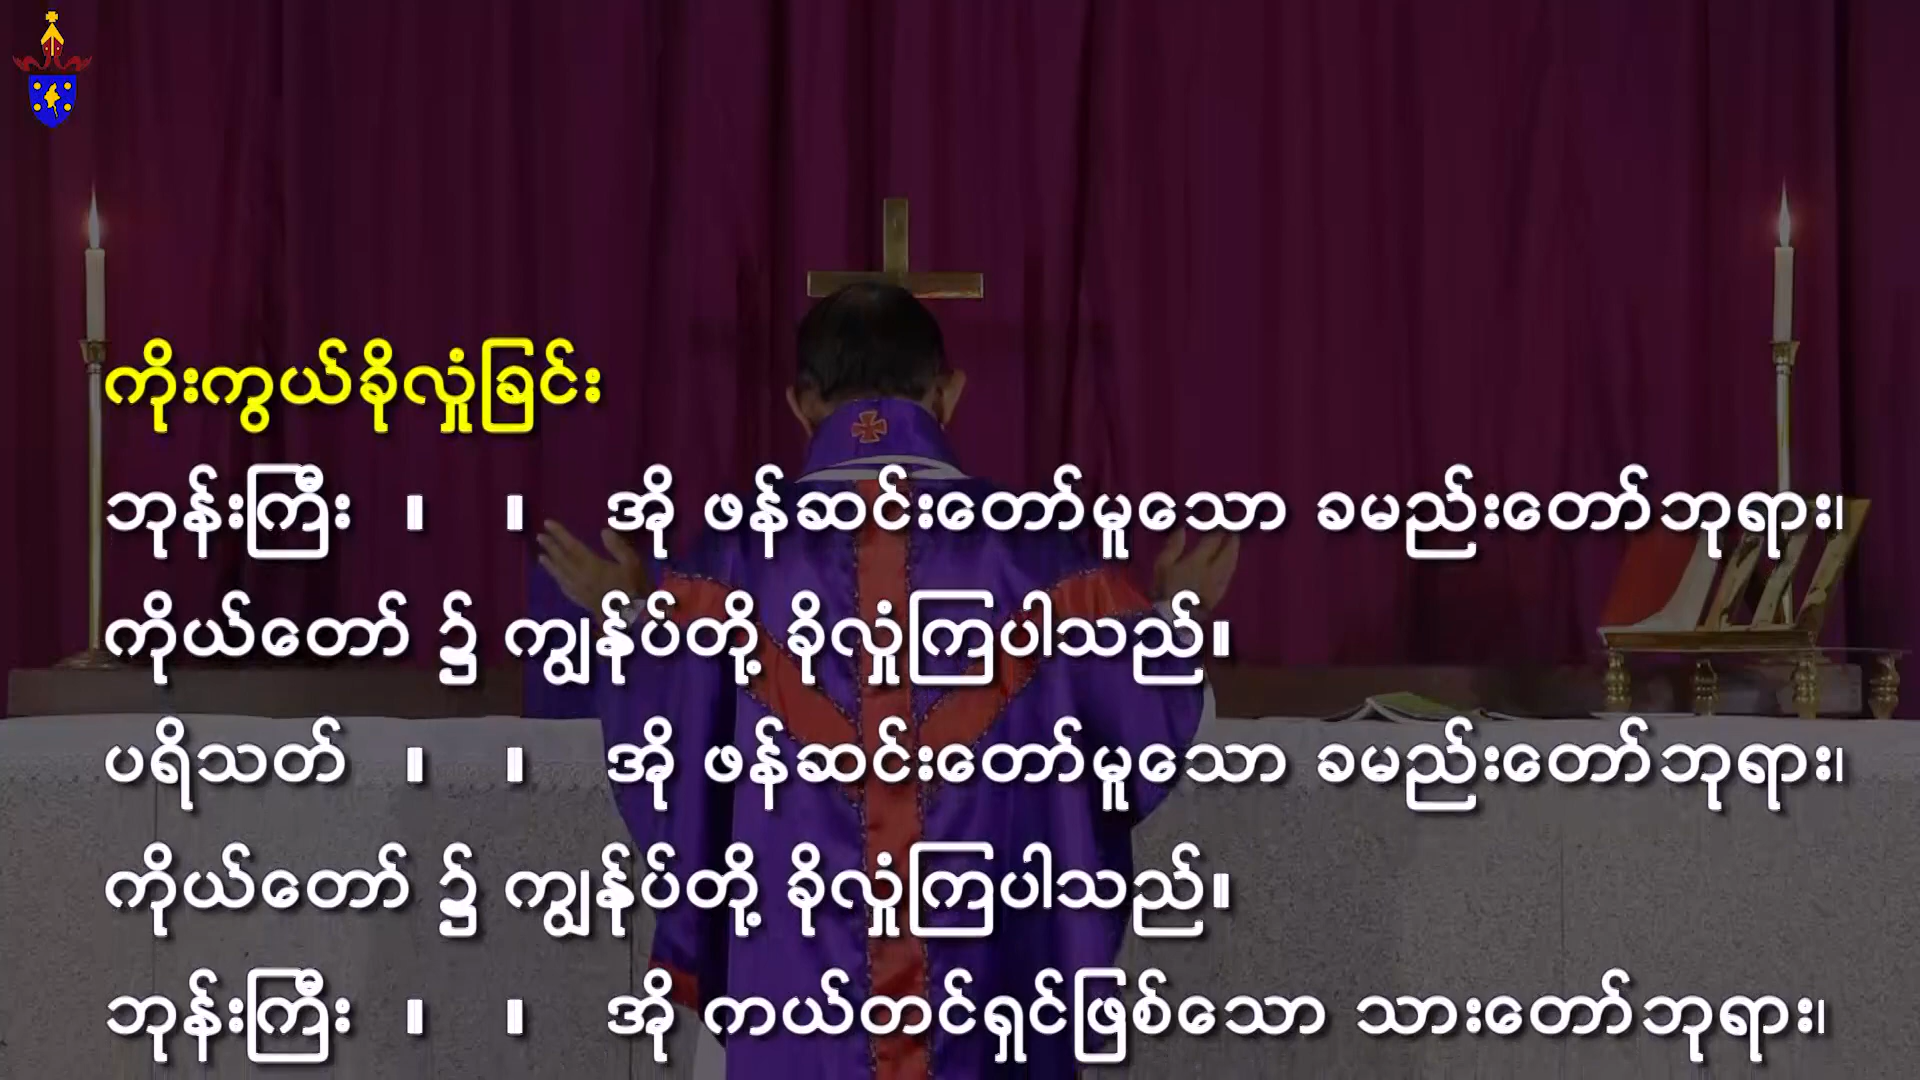 ကိုးကွယ်ခိုလှုံခြင်း
ဘုန်းကြီး ။ ။ အို ဖန်ဆင်းတော်မူသော ခမည်းတော်ဘုရား၊
ကိုယ်တော် ၌ ကျွန်ုပ်တို့ ခိုလှုံကြပါသည်။
ပရိသတ် ။ ။ အို ဖန်ဆင်းတော်မူသော ခမည်းတော်ဘုရား၊
ကိုယ်တော် ၌ ကျွန်ုပ်တို့ ခိုလှုံကြပါသည်။
ဘုန်းကြီး ။ ။ အို ကယ်တင်ရှင်ဖြစ်သော သားတော်ဘုရား၊